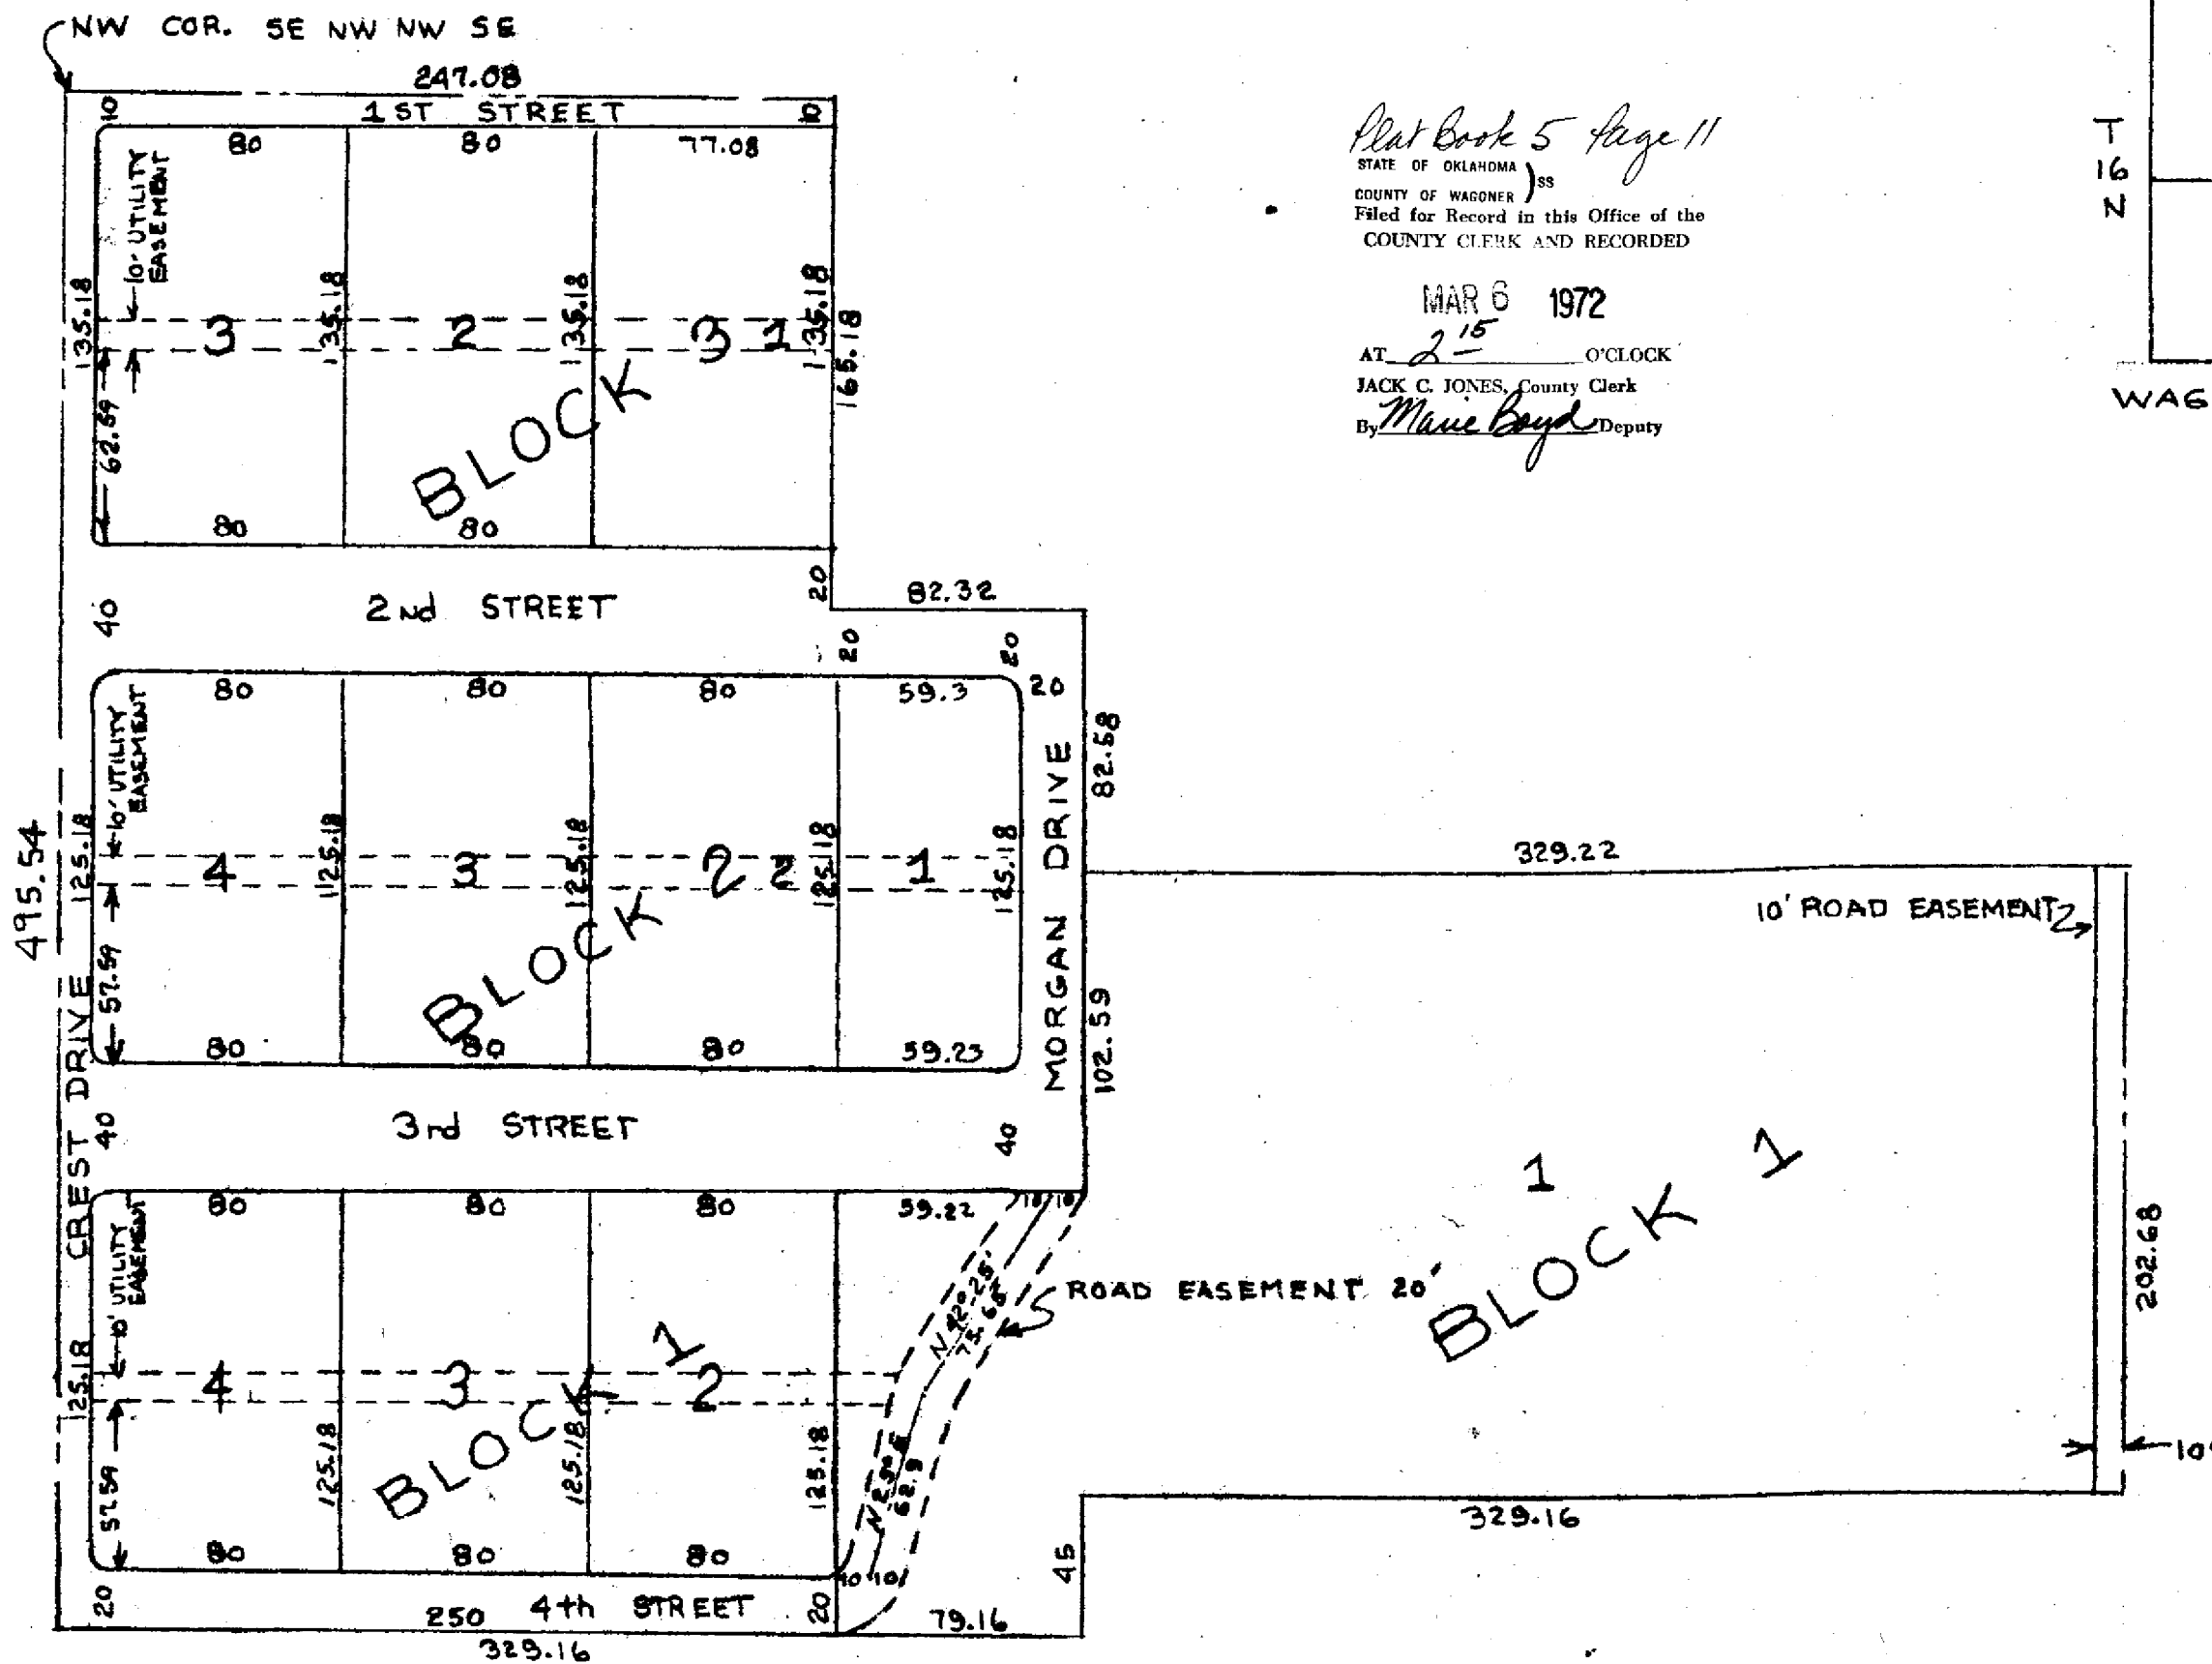 NW COR. SE NW NW SE
247.08
1ST STREET
10
10
80
80
77.08
10' UTILITY
EASEMENT
135.18
135.18
135.18
135.18
165.18
62.59
3
2
1
BLOCK 3
80
80
Plat Book 5 Page 11
STATE OF OKLAHOMA
COUNTY OF WAGONER ) SS
Filed for Record in this Office of the
COUNTY CLERK AND RECORDED
MAR 6 1972
AT 2 15 O'CLOCK
JACK C. JONES, County Clerk
By Marie Boyd Deputy
T
16
N
WAG
40
2nd STREET
20
82.32
20
20
20
80
80
80
59.3
10' UTILITY
EASEMENT
125.18
125.18
125.18
125.18
125.18
57.59
4
3
2
1
BLOCK 2
80
80
80
59.23
MORGAN DRIVE
82.58
102.59
495.54
CREST DRIVE
40
3rd STREET
40
329.22
10' ROAD EASEMENT
1
BLOCK 1
202.68
10'
329.16
45
80
80
80
59.22
18
18
10' UTILITY
EASEMENT
N 42°-25'
75.65
ROAD EASEMENT 20'
125.18
57.59
125.18
125.18
125.18
4
3
2
BLOCK 1
62.9
80
80
80
10
10
20
250
4th STREET
20
79.16
329.16